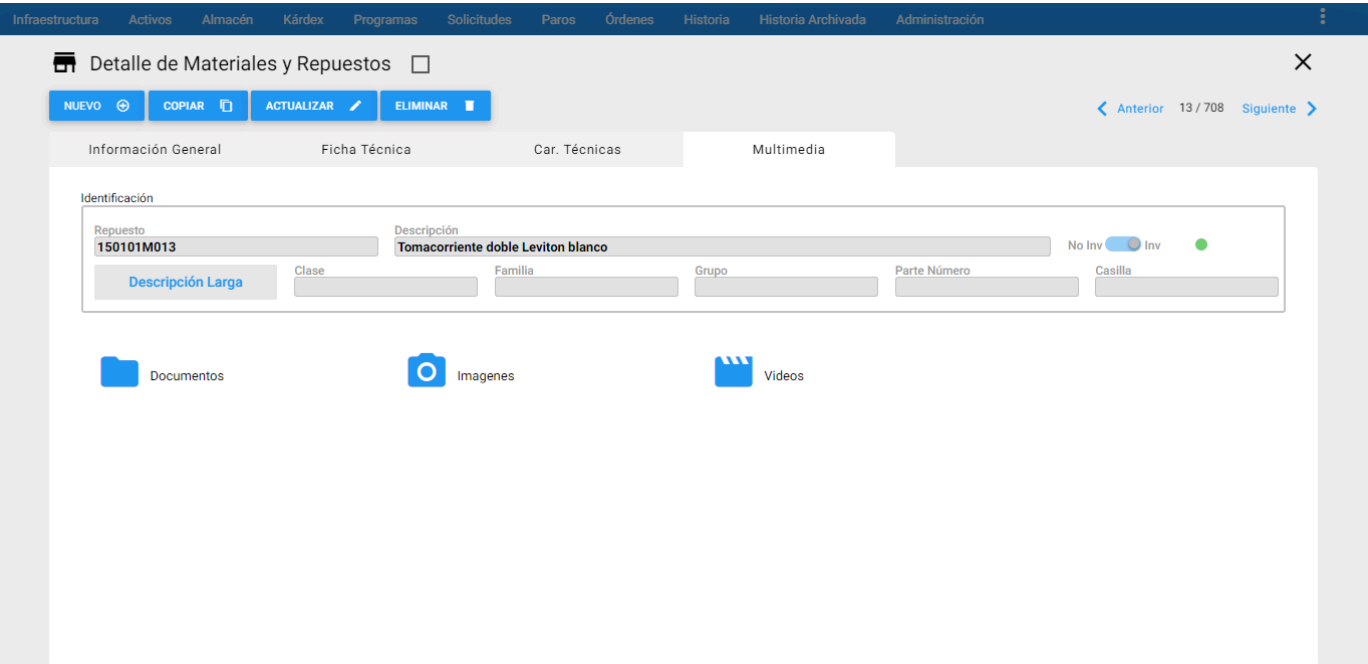 Infraestructura Activos Almacén Kárdex Programas Solicitudes Paros Órdenes Historia Historia Archivada Administración
Detalle de Materiales y Repuestos
NUEVO COPIAR ACTUALIZAR ELIMINAR Anterior 13 / 708 Siguiente
Información General Ficha Técnica Car. Técnicas Multimedia
Identificación
Repuesto Descripción
150101M013 Tomacorriente doble Leviton blanco No Inv Inv
Descripción Larga Clase Familia Grupo Parte Número Casilla
Documentos Imagenes Videos